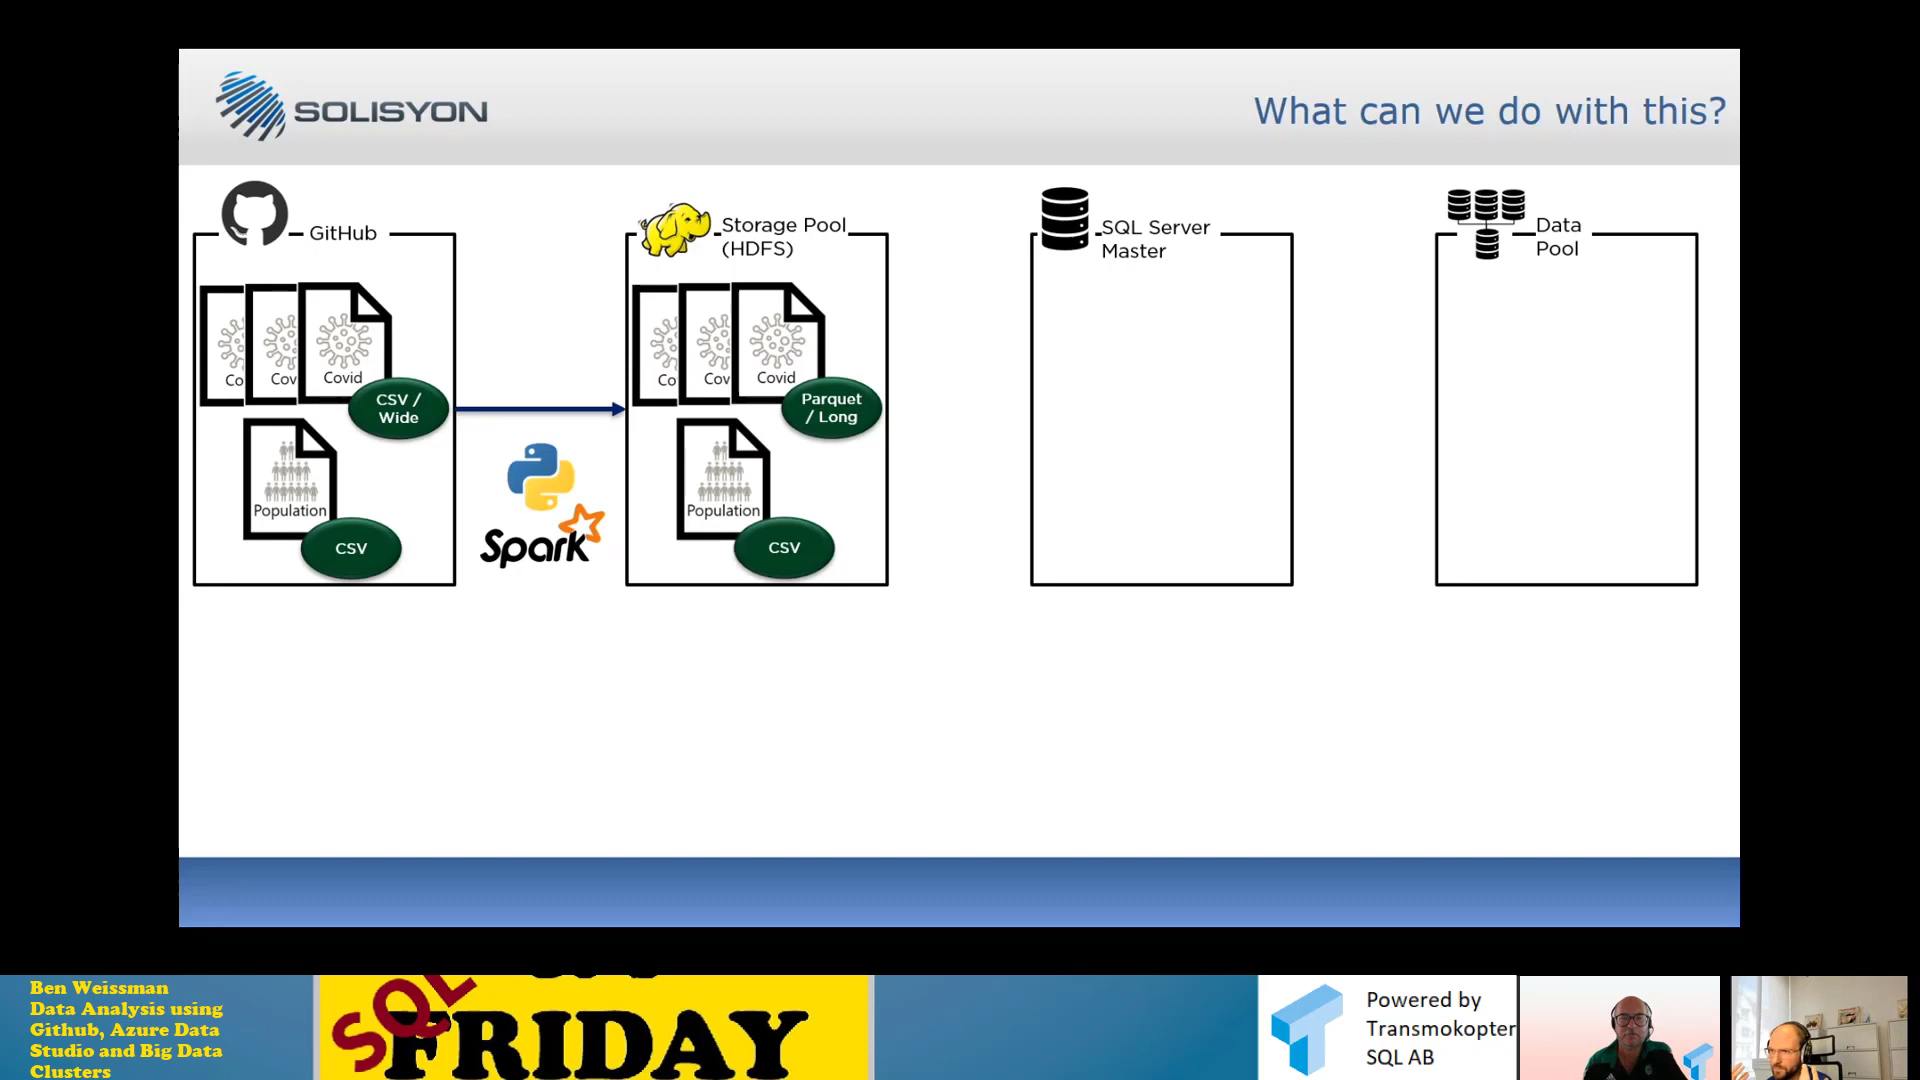 SOLISYON
What can we do with this?
GitHub
Co
Cov
Covid
CSV /
Wide
Population
CSV
Spark
Storage Pool
(HDFS)
Co
Cov
Covid
Parquet
/ Long
Population
CSV
SQL Server
Master
Data
Pool
Ben Weissman
Data Analysis using
Github, Azure Data
Studio and Big Data
Clusters
SQL
FRIDAY
Powered by
Transmokopter
SQL AB